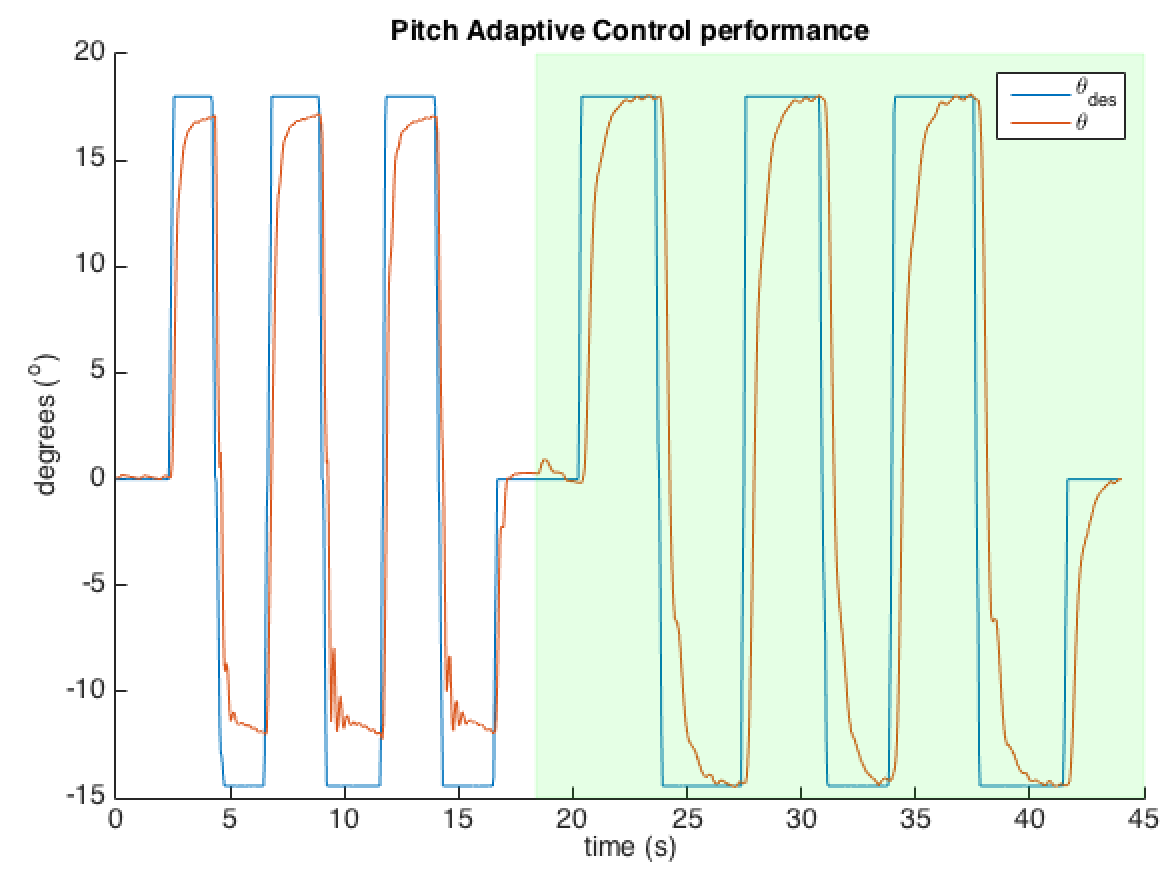 Pitch Adaptive Control performance
20
15
10
5
0
-5
-10
-15
degrees (°)
θdes
θ
0 5 10 15 20 25 30 35 40 45
time (s)